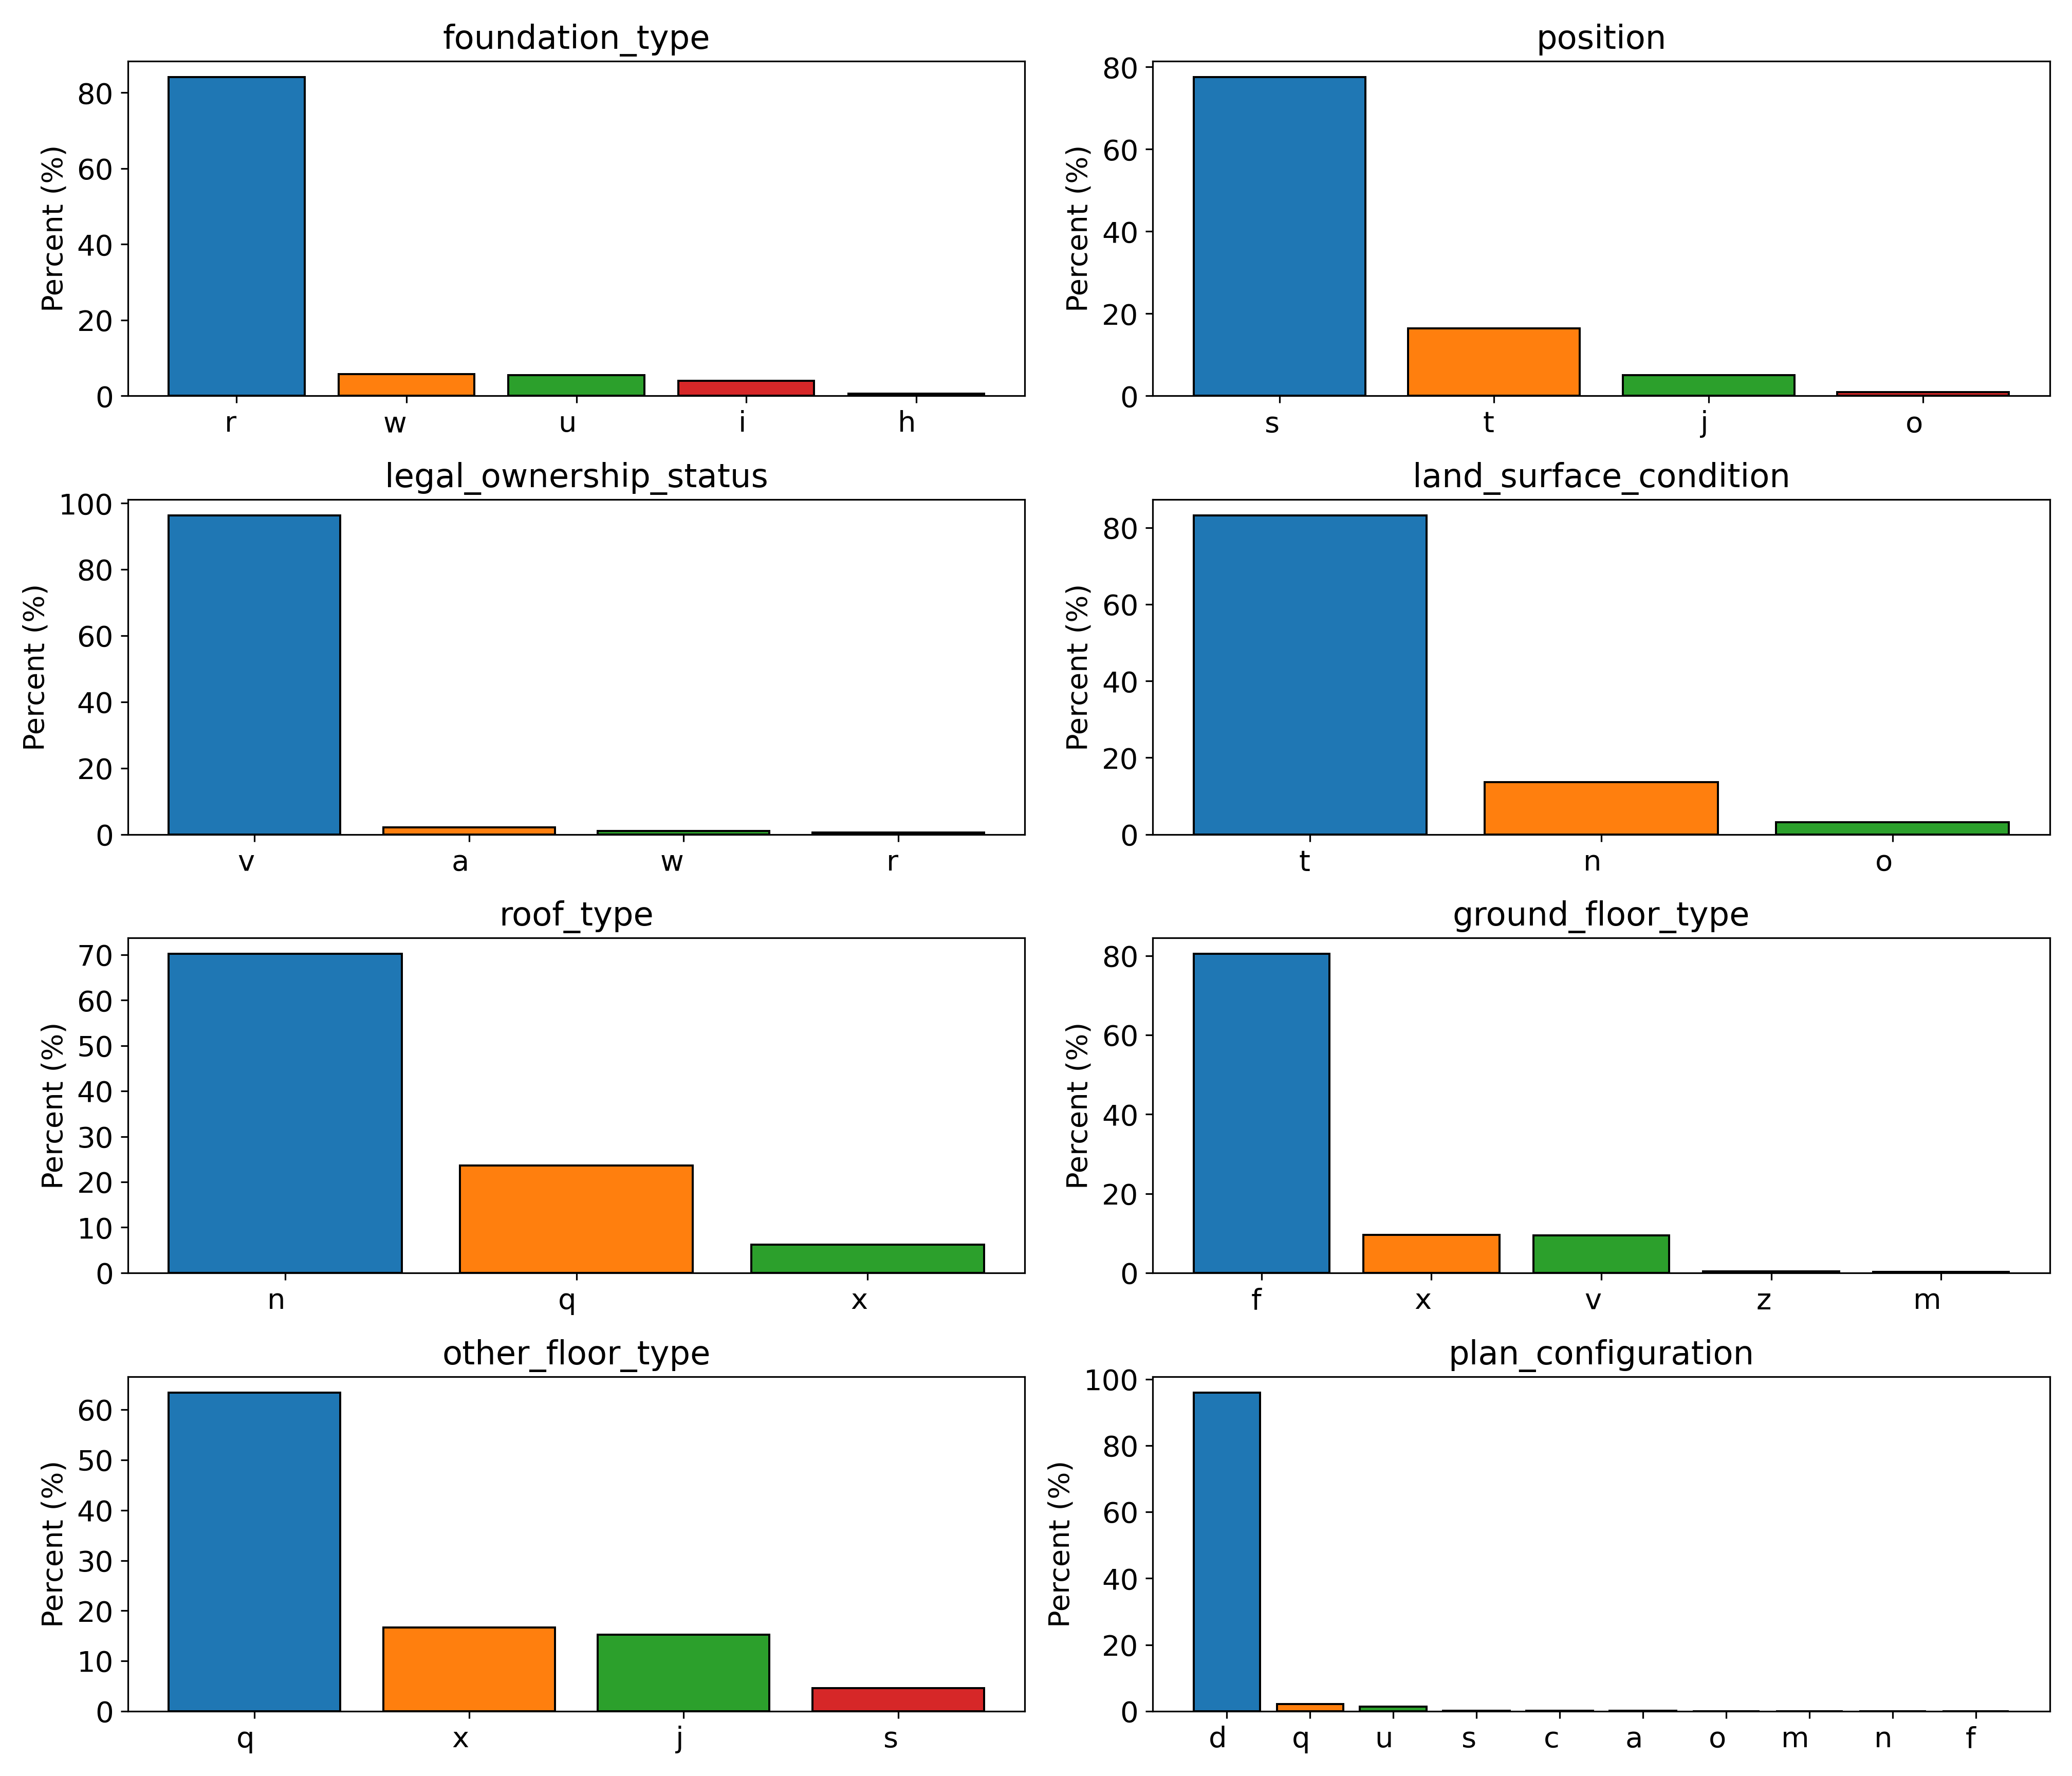 foundation_type
Percent (%)
80
60
40
20
0
r w u i h
position
Percent (%)
80
60
40
20
0
s t j o
legal_ownership_status
Percent (%)
100
80
60
40
20
0
v a w r
land_surface_condition
Percent (%)
80
60
40
20
0
t n o
roof_type
Percent (%)
70
60
50
40
30
20
10
0
n q x
ground_floor_type
Percent (%)
80
60
40
20
0
f x v z m
other_floor_type
Percent (%)
60
50
40
30
20
10
0
q x j s
plan_configuration
Percent (%)
100
80
60
40
20
0
d q u s c a o m n f